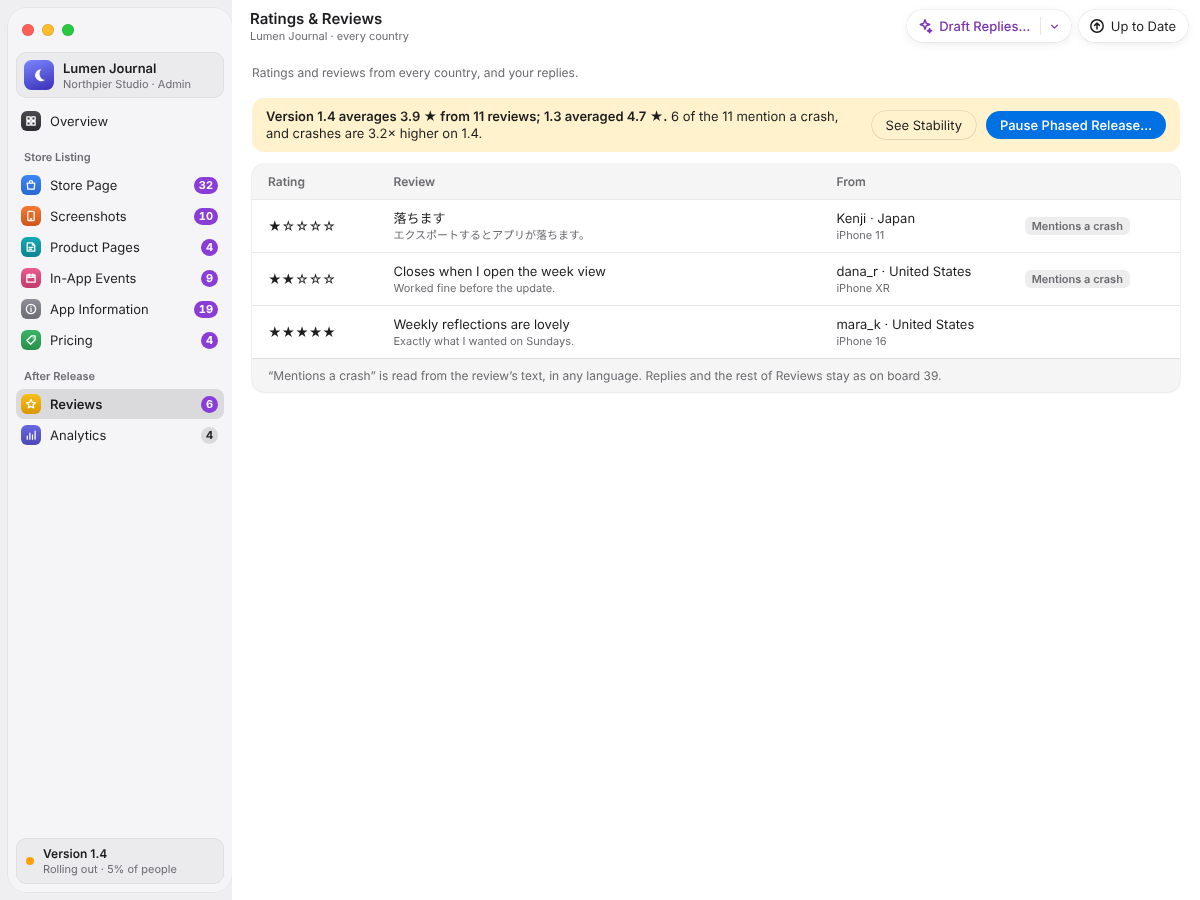 Lumen Journal
Northpier Studio · Admin
Overview
Store Listing
Store Page 32
Screenshots 10
Product Pages 4
In-App Events 9
App Information 19
Pricing 4
After Release
Reviews 6
Analytics 4
Version 1.4
Rolling out · 5% of people
Ratings & Reviews
Lumen Journal · every country
Draft Replies...
Up to Date
Ratings and reviews from every country, and your replies.
Version 1.4 averages 3.9 ★ from 11 reviews; 1.3 averaged 4.7 ★. 6 of the 11 mention a crash,
and crashes are 3.2× higher on 1.4.
See Stability
Pause Phased Release...
Rating Review From
★☆☆☆☆ 落ちます Kenji · Japan Mentions a crash
エクスポートするとアプリが落ちます。 iPhone 11
★★☆☆☆ Closes when I open the week view dana_r · United States Mentions a crash
Worked fine before the update. iPhone XR
★★★★★ Weekly reflections are lovely mara_k · United States
Exactly what I wanted on Sundays. iPhone 16
“Mentions a crash” is read from the review’s text, in any language. Replies and the rest of Reviews stay as on board 39.